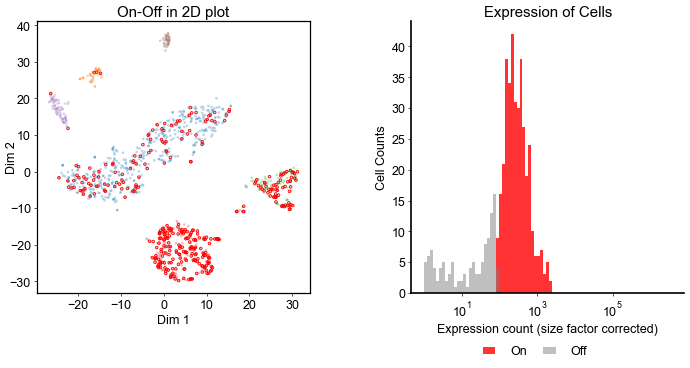 On-Off in 2D plot
40
30
20
10
0
−10
−20
−30
Dim 2
−20 −10 0 10 20 30
Dim 1
Expression of Cells
40
35
30
25
20
15
10
5
0
Cell Counts
10¹ 10³ 10⁵
Expression count (size factor corrected)
On Off